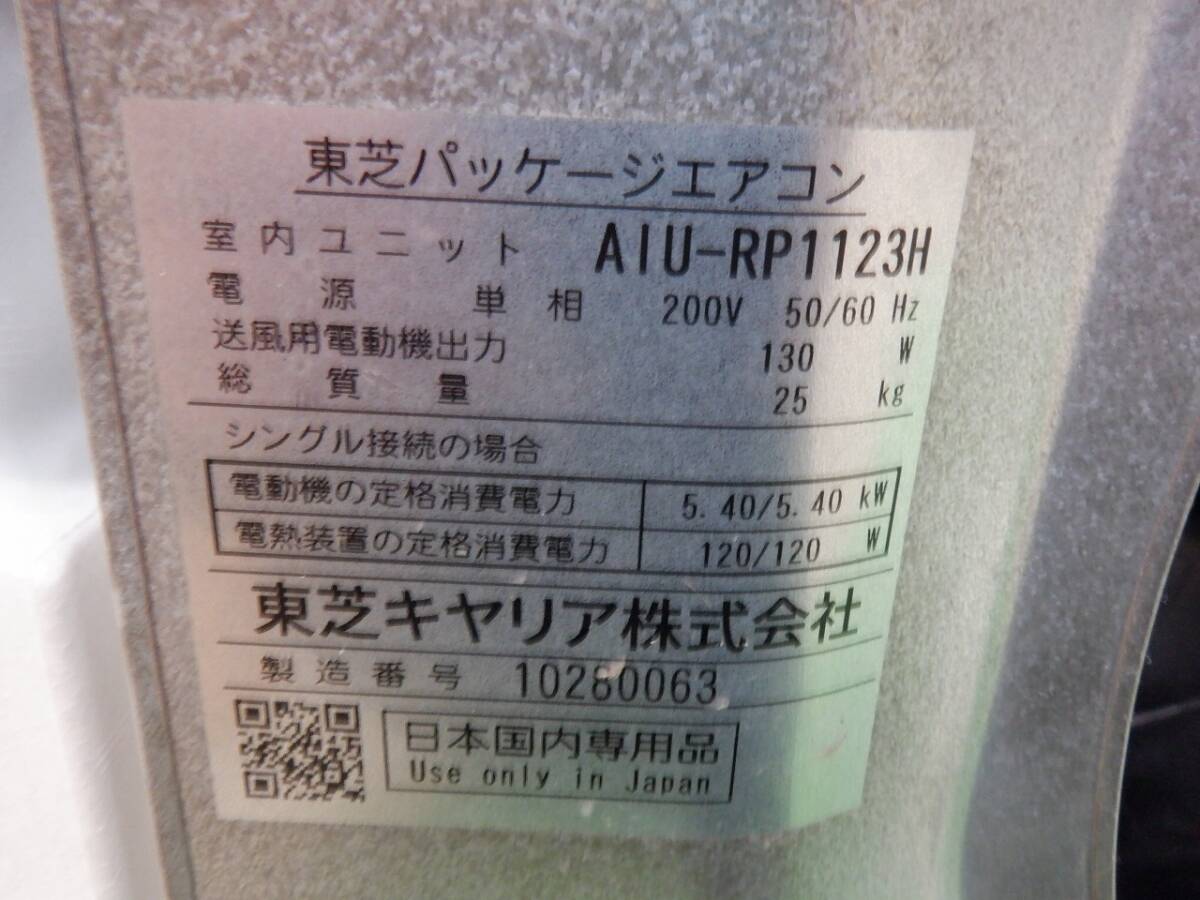 東芝パッケージエアコン
室内ユニット AIU-RP1123H
電源 単相 200V 50/60 Hz
送風用電動機出力 130 W
総質量 25 kg
シングル接続の場合
電動機の定格消費電力 5.40/5.40 kW
電熱装置の定格消費電力 120/120 W
東芝キヤリア株式会社
製造番号 10280063
日本国内専用品
Use only in Japan